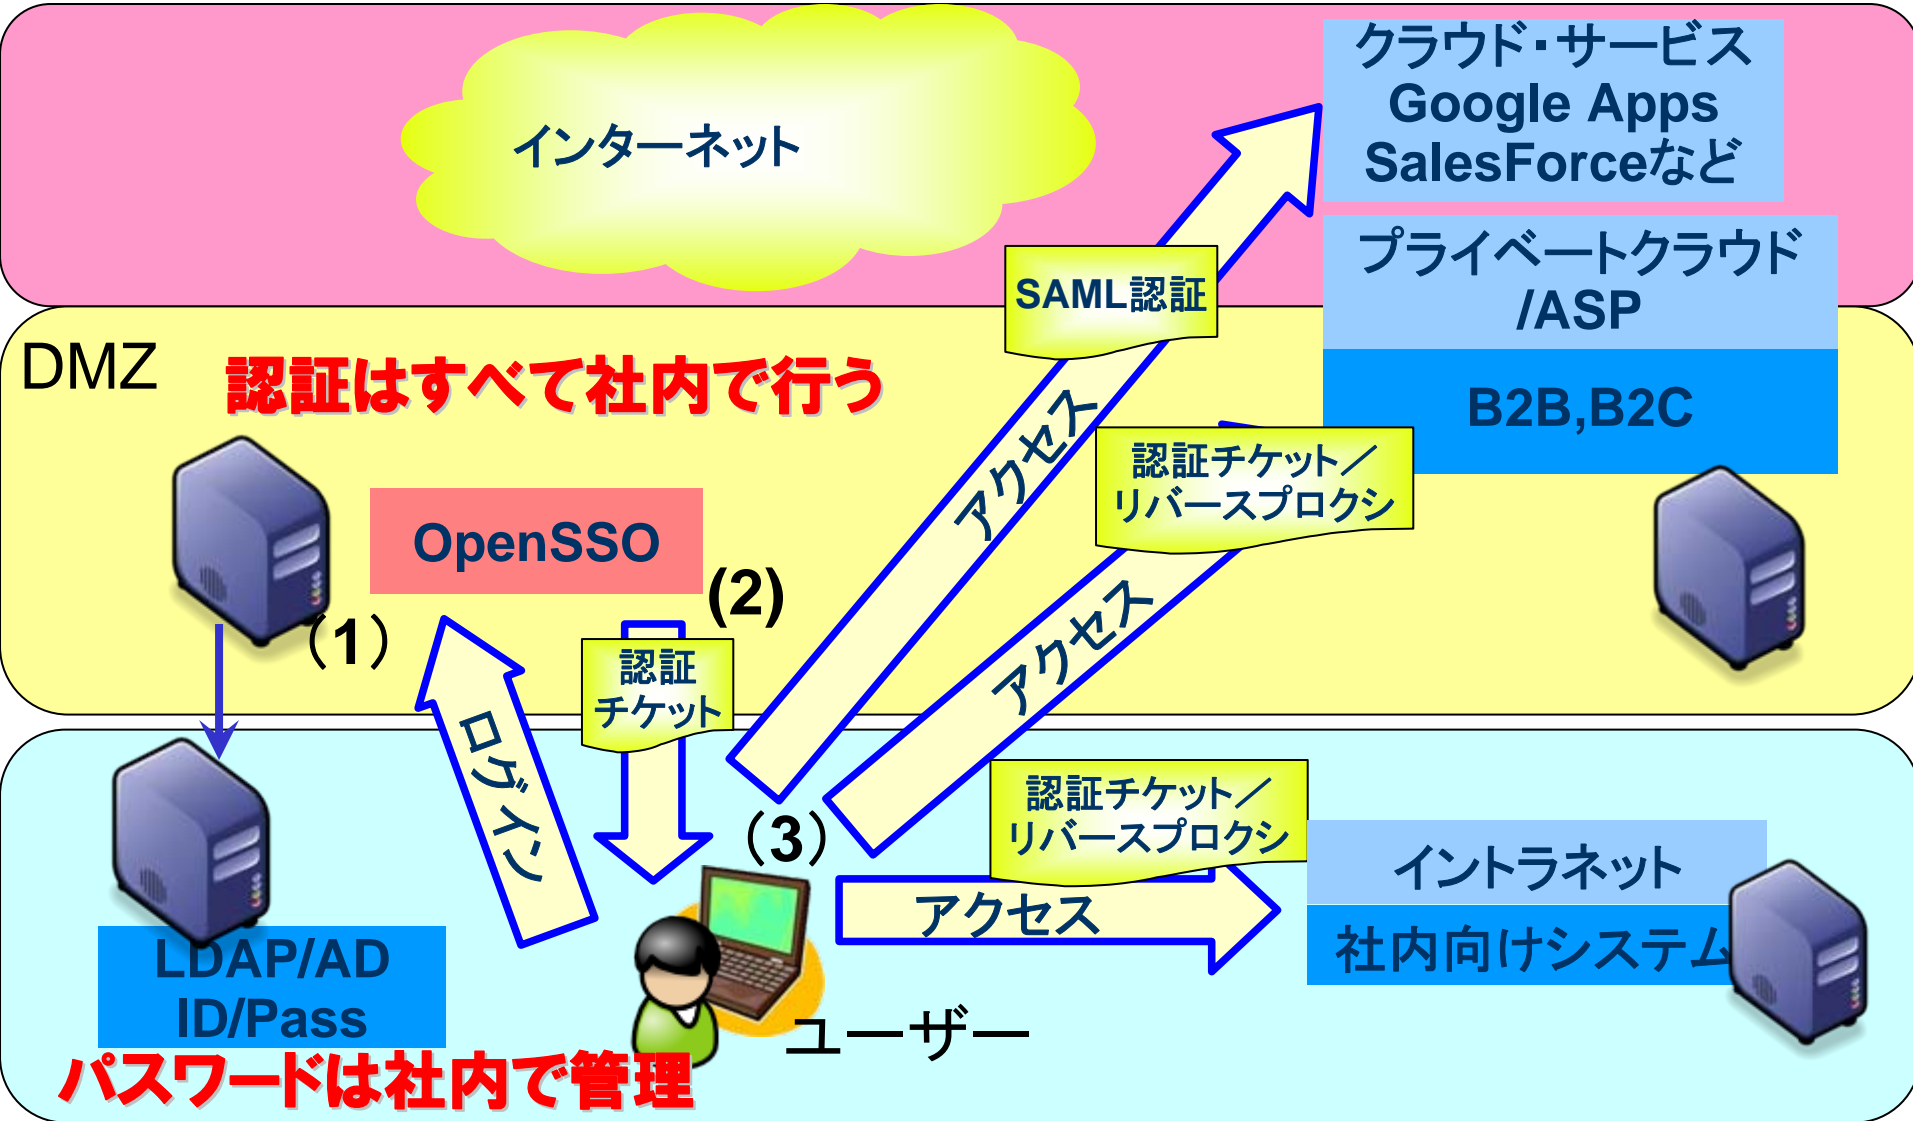 インターネット
クラウド・サービス
Google Apps
SalesForceなど
プライベートクラウド
/ASP
B2B,B2C
SAML認証
DMZ
認証はすべて社内で行う
アクセス
認証チケット／
リバースプロクシ
OpenSSO
(1)
(2)
認証
チケット
アクセス
ログイン
(3)
認証チケット／
リバースプロクシ
アクセス
イントラネット
社内向けシステム
LDAP/AD
ID/Pass
ユーザー
パスワードは社内で管理